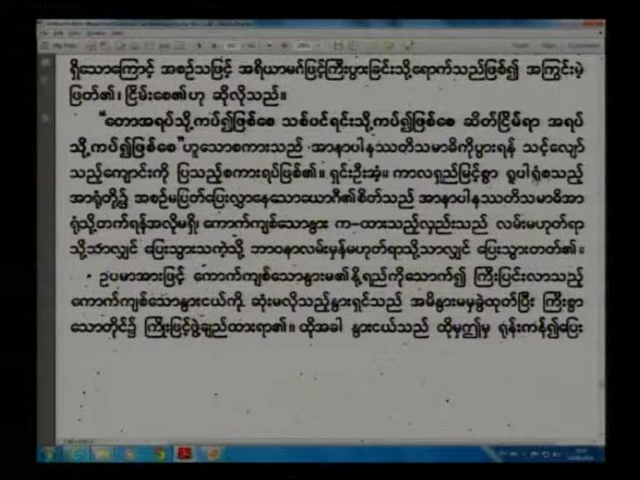 ရှိသောကြောင့် အစဉ်သဖြင့် အရိယာမဂ်ဖြင့်ကြီးပွားခြင်းသို့ရောက်သည်ဖြစ်၍ အကြွင်းမဲ့
ဖြတ်၏၊ ငြိမ်းစေ၏ဟု ဆိုလိုသည်။
“တောအရပ်သို့ကပ်၍ဖြစ်စေ သစ်ပင်ရင်းသို့ကပ်၍ဖြစ်စေ ဆိတ်ငြိမ်ရာ အရပ်
သို့ကပ်၍ဖြစ်စေ”ဟူသောစကားသည် အာနာပါနဿတိသမာဓိကိုပွားရန် သင့်လျော်
သည့်ကျောင်းကို ပြသည့်စကားရပ်ဖြစ်၏။ ရှင်းဦးအံ့။ ကာလရှည်မြင့်စွာ ရူပါရုံစသည့်
အာရုံတို့၌ အစဉ်မပြတ်ပြေးလွှာနေသောယောဂီ၏စိတ်သည် အာနာပါနဿတိသမာဓိအာ
ရုံသို့တက်ရန်အလိုမရှိ၊ ကောက်ကျစ်သောနွား က–ထားသည့်လှည်းသည် လမ်းမဟုတ်ရာ
သို့သာလျှင် ပြေးသွားသကဲ့သို့ ဘာဝနာလမ်းမှန်မဟုတ်ရာသို့သာလျှင် ပြေးသွားတတ်၏။
ဥပမာအားဖြင့် ကောက်ကျစ်သောနွားမ၏နို့ရည်ကိုသောက်၍ ကြီးပြင်းလာသည့်
ကောက်ကျစ်သောနွားငယ်ကို ဆုံးမလိုသည့်နွားရှင်သည် အမိနွားမမှခွဲထုတ်ပြီး ကြီးစွာ
သောတိုင်၌ ကြိုးဖြင့်ဖွဲ့ချည်ထားရာ၏။ ထိုအခါ နွားငယ်သည် ထိုမှဤမှ ရုန်းကန်၍ပြေး